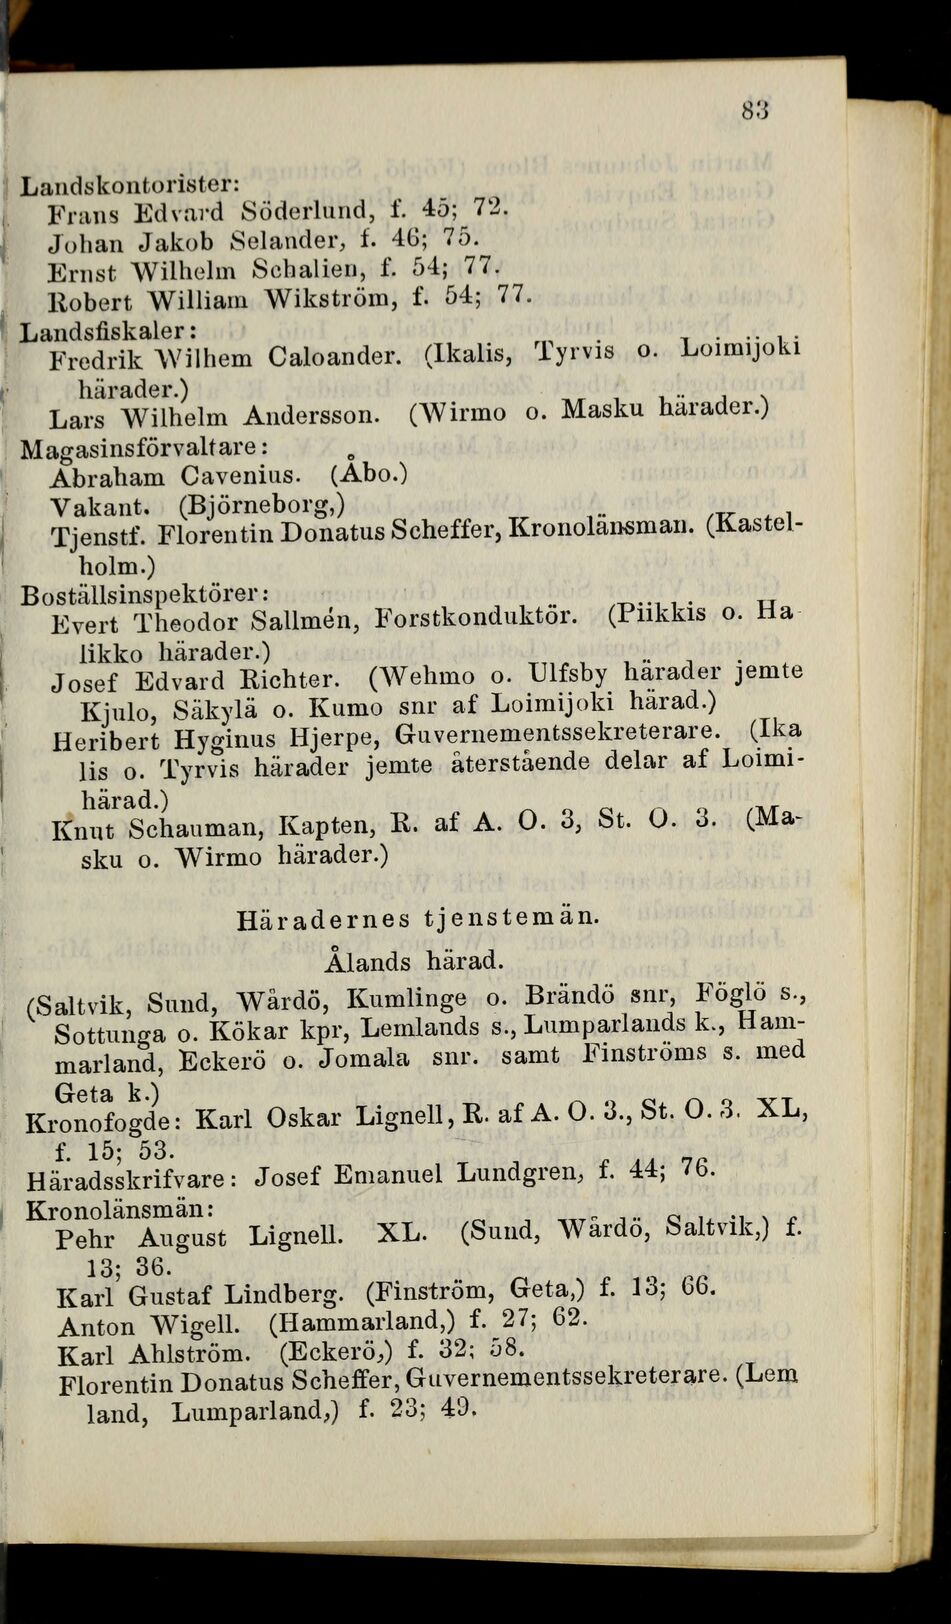 83
Landskontorister:
Frans Edvard Söderlund, f. 45; 72.
Johan Jakob Selander, f. 46; 75.
Ernst Wilhelm Schalien, f. 54; 77.
Robert William Wikström, f. 54; 77.
Landsfiskaler:
Fredrik Wilhem Caloander. (Ikalis, Tyrvis o. Loimijoki
härader.)
Lars Wilhelm Andersson. (Wirmo o. Masku härader.)
Magasinsförvaltare:
Abraham Cavenius. (Åbo.)
Vakant. (Björneborg,)
Tjenstf. Florentin Donatus Scheffer, Kronolänsman. (Kastel-
holm.)
Boställsinspektörer:
Evert Theodor Sallmén, Forstkonduktör. (Piikkis o. Ha
likko härader.)
Josef Edvard Richter. (Wehmo o. Ulfsby härader jemte
Kjulo, Säkylä o. Kumo snr af Loimijoki härad.)
Heribert Hyginus Hjerpe, Guvernementssekreterare. (Ika
lis o. Tyrvis härader jemte återstående delar af Loimi-
härad.)
Knut Schauman, Kapten, R. af A. O. 3, St. O. 3. (Ma-
sku o. Wirmo härader.)
Häradernes tjenstemän.
Ålands härad.
(Saltvik, Sund, Wårdö, Kumlinge o. Brändö snr, Föglö s.,
Sottunga o. Kökar kpr, Lemlands s., Lumparlands k., Ham-
marland, Eckerö o. Jomala snr. samt Finströms s. med
Geta k.)
Kronofogde: Karl Oskar Lignell, R. af A. O. 3., St. O. 3. XL,
f. 15; 53.
Häradsskrifvare: Josef Emanuel Lundgren, f. 44; 76.
Kronolänsmän:
Pehr August Lignell. XL. (Sund, Wårdö, Saltvik,) f.
13; 36.
Karl Gustaf Lindberg. (Finström, Geta,) f. 13; 66.
Anton Wigell. (Hammarland,) f. 27; 62.
Karl Ahlström. (Eckerö,) f. 32; 58.
Florentin Donatus Scheffer, Guvernementssekreterare. (Lem
land, Lumparland,) f. 23; 49.